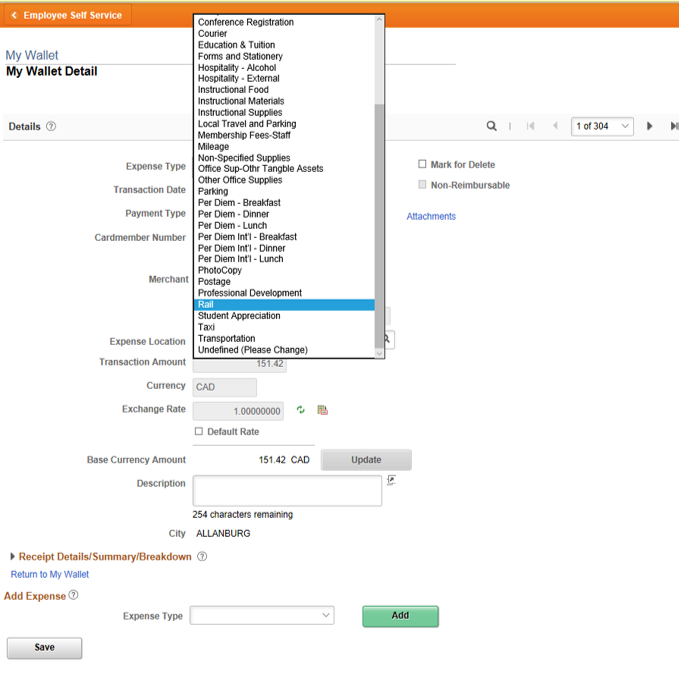 Employee Self Service
My Wallet
My Wallet Detail
Details
1 of 304
Conference Registration
Courier
Education & Tuition
Forms and Stationery
Hospitality - Alcohol
Hospitality - External
Instructional Food
Instructional Materials
Instructional Supplies
Local Travel and Parking
Membership Fees-Staff
Mileage
Non-Specified Supplies
Office Sup-Othr Tangble Assets
Other Office Supplies
Parking
Per Diem - Breakfast
Per Diem - Dinner
Per Diem - Lunch
Per Diem Int'l - Breakfast
Per Diem Int'l - Dinner
Per Diem Int'l - Lunch
PhotoCopy
Postage
Professional Development
Rail
Student Appreciation
Taxi
Transportation
Undefined (Please Change)
Expense Type
Mark for Delete
Transaction Date
Non-Reimbursable
Payment Type
Attachments
Cardmember Number
Merchant
Expense Location
Transaction Amount 151.42
Currency CAD
Exchange Rate 1.00000000
Default Rate
Base Currency Amount 151.42 CAD Update
Description
254 characters remaining
City ALLANBURG
Receipt Details/Summary/Breakdown
Return to My Wallet
Add Expense
Expense Type Add
Save